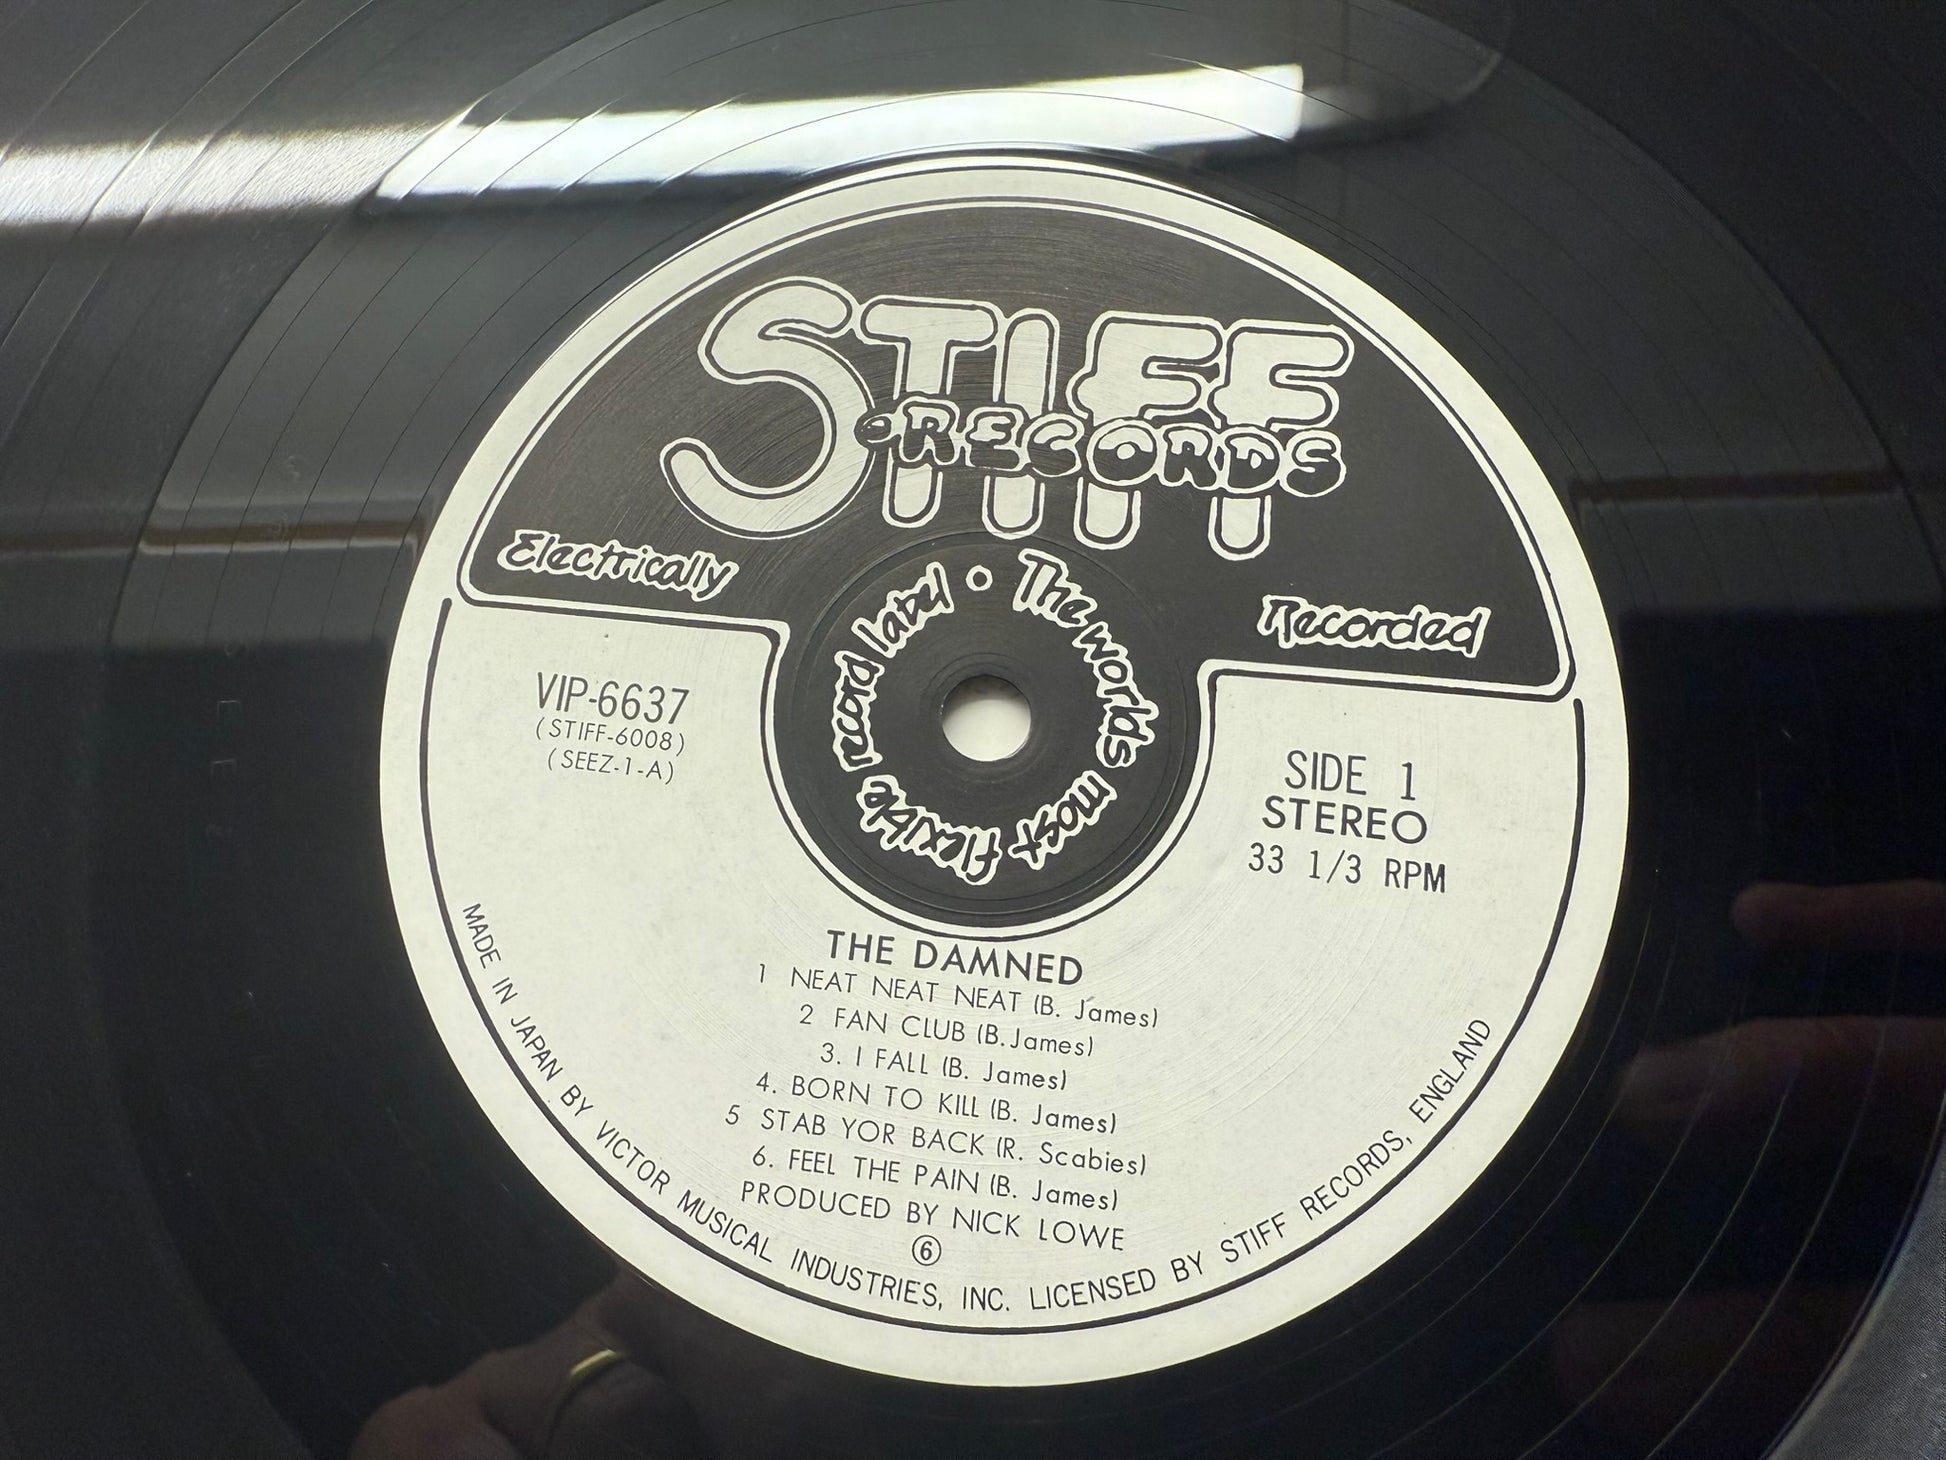 STIFF
RECORDS
Electrically
Recorded
The worlds most flexible record label
VIP-6637
(STIFF-6008)
(SEEZ-1-A)
SIDE 1
STEREO
33 1/3 RPM
THE DAMNED
1 NEAT NEAT NEAT (B. James)
2 FAN CLUB (B. James)
3. I FALL (B. James)
4. BORN TO KILL (B. James)
5 STAB YOR BACK (R. Scabies)
6. FEEL THE PAIN (B. James)
PRODUCED BY NICK LOWE
⑥
MADE IN JAPAN BY VICTOR MUSICAL INDUSTRIES, INC. LICENSED BY STIFF RECORDS, ENGLAND